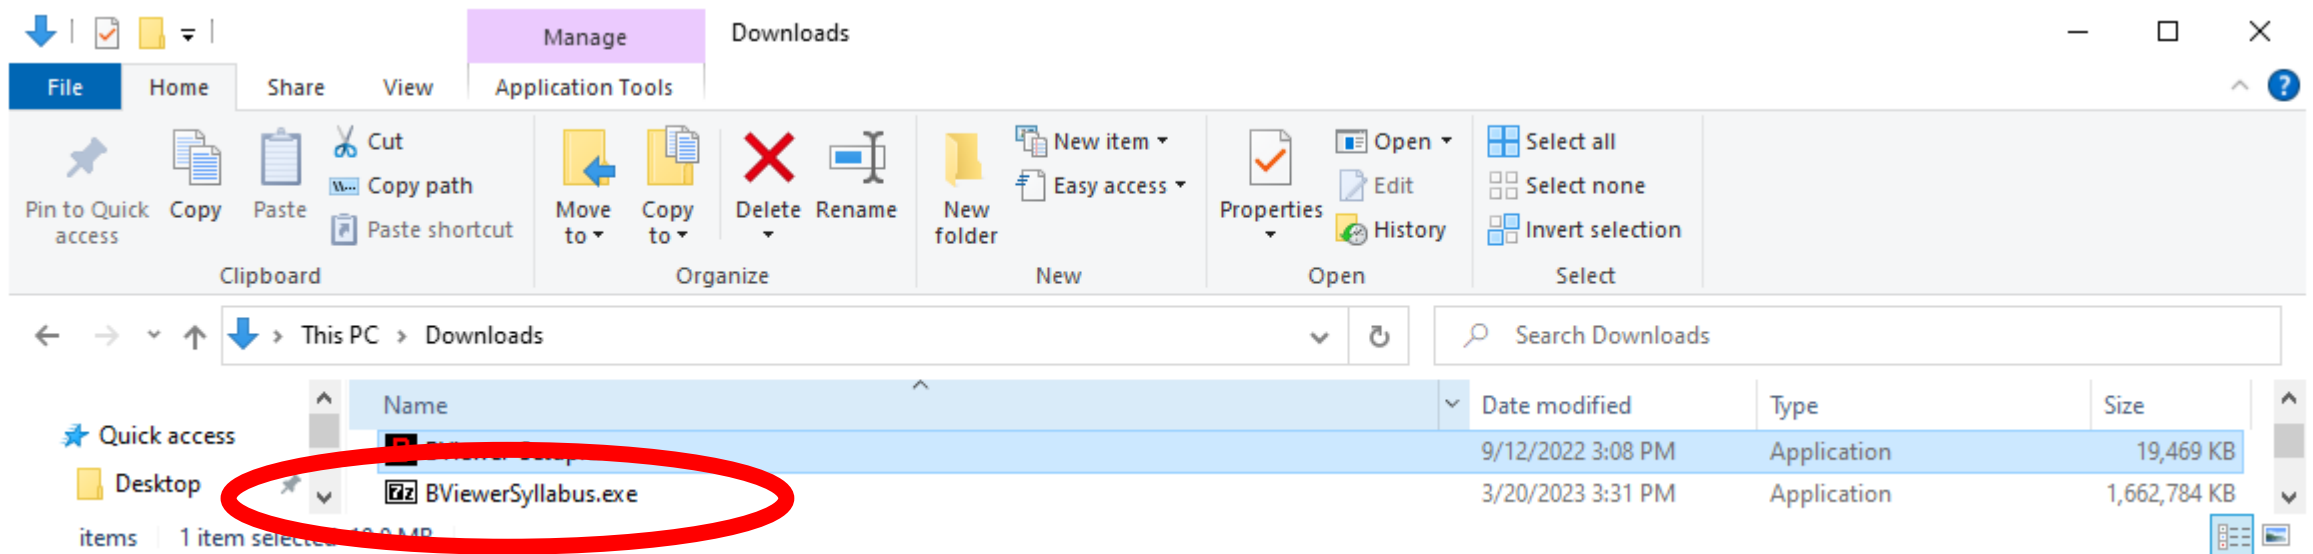 Manage
Downloads
File
Home
Share
View
Application Tools
Pin to Quick access
Copy
Paste
Cut
Copy path
Paste shortcut
Clipboard
Move to
Copy to
Delete
Rename
Organize
New folder
New item
Easy access
New
Properties
Open
Edit
History
Open
Select all
Select none
Invert selection
Select
This PC > Downloads
Search Downloads
Quick access
Desktop
Name
Date modified
Type
Size
9/12/2022 3:08 PM
Application
19,469 KB
7z
BViewerSyllabus.exe
3/20/2023 3:31 PM
Application
1,662,784 KB
items
1 item selected
MB